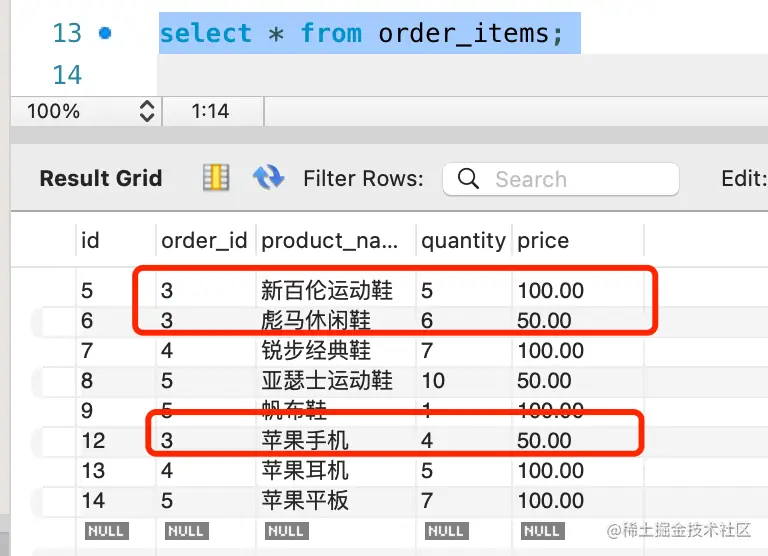 13 select * from order_items;
14
100% 1:14
Result Grid Filter Rows: Search Edit:
id order_id product_na... quantity price
5 3 新百伦运动鞋 5 100.00
6 3 彪马休闲鞋 6 50.00
7 4 锐步经典鞋 7 100.00
8 5 亚瑟士运动鞋 10 50.00
9 5 帆布鞋 1 100.00
12 3 苹果手机 4 50.00
13 4 苹果耳机 5 100.00
14 5 苹果平板 7 100.00
NULL NULL NULL NULL NULL
@稀土掘金技术社区